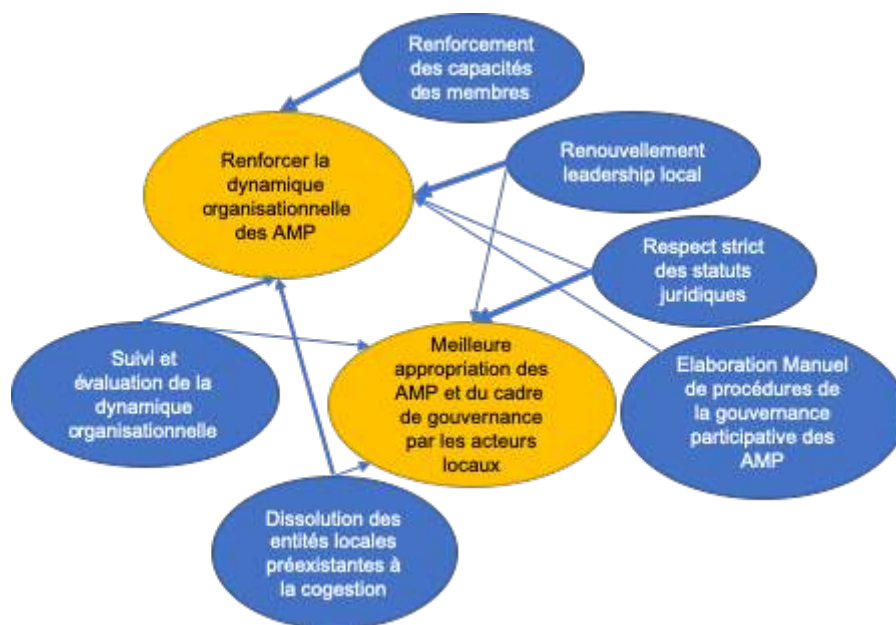 Renforcement
des capacités
des membres
Renforcer la
dynamique
organisationnelle
des AMP
Renouvellement
leadership local
Respect strict
des statuts
juridiques
Suivi et
évaluation de la
dynamique
organisationnelle
Meilleure
appropriation des
AMP et du cadre
de gouvernance
par les acteurs
locaux
Elaboration Manuel
de procédures de
la gouvernance
participative des
AMP
Dissolution des
entités locales
préexistantes à
la cogestion